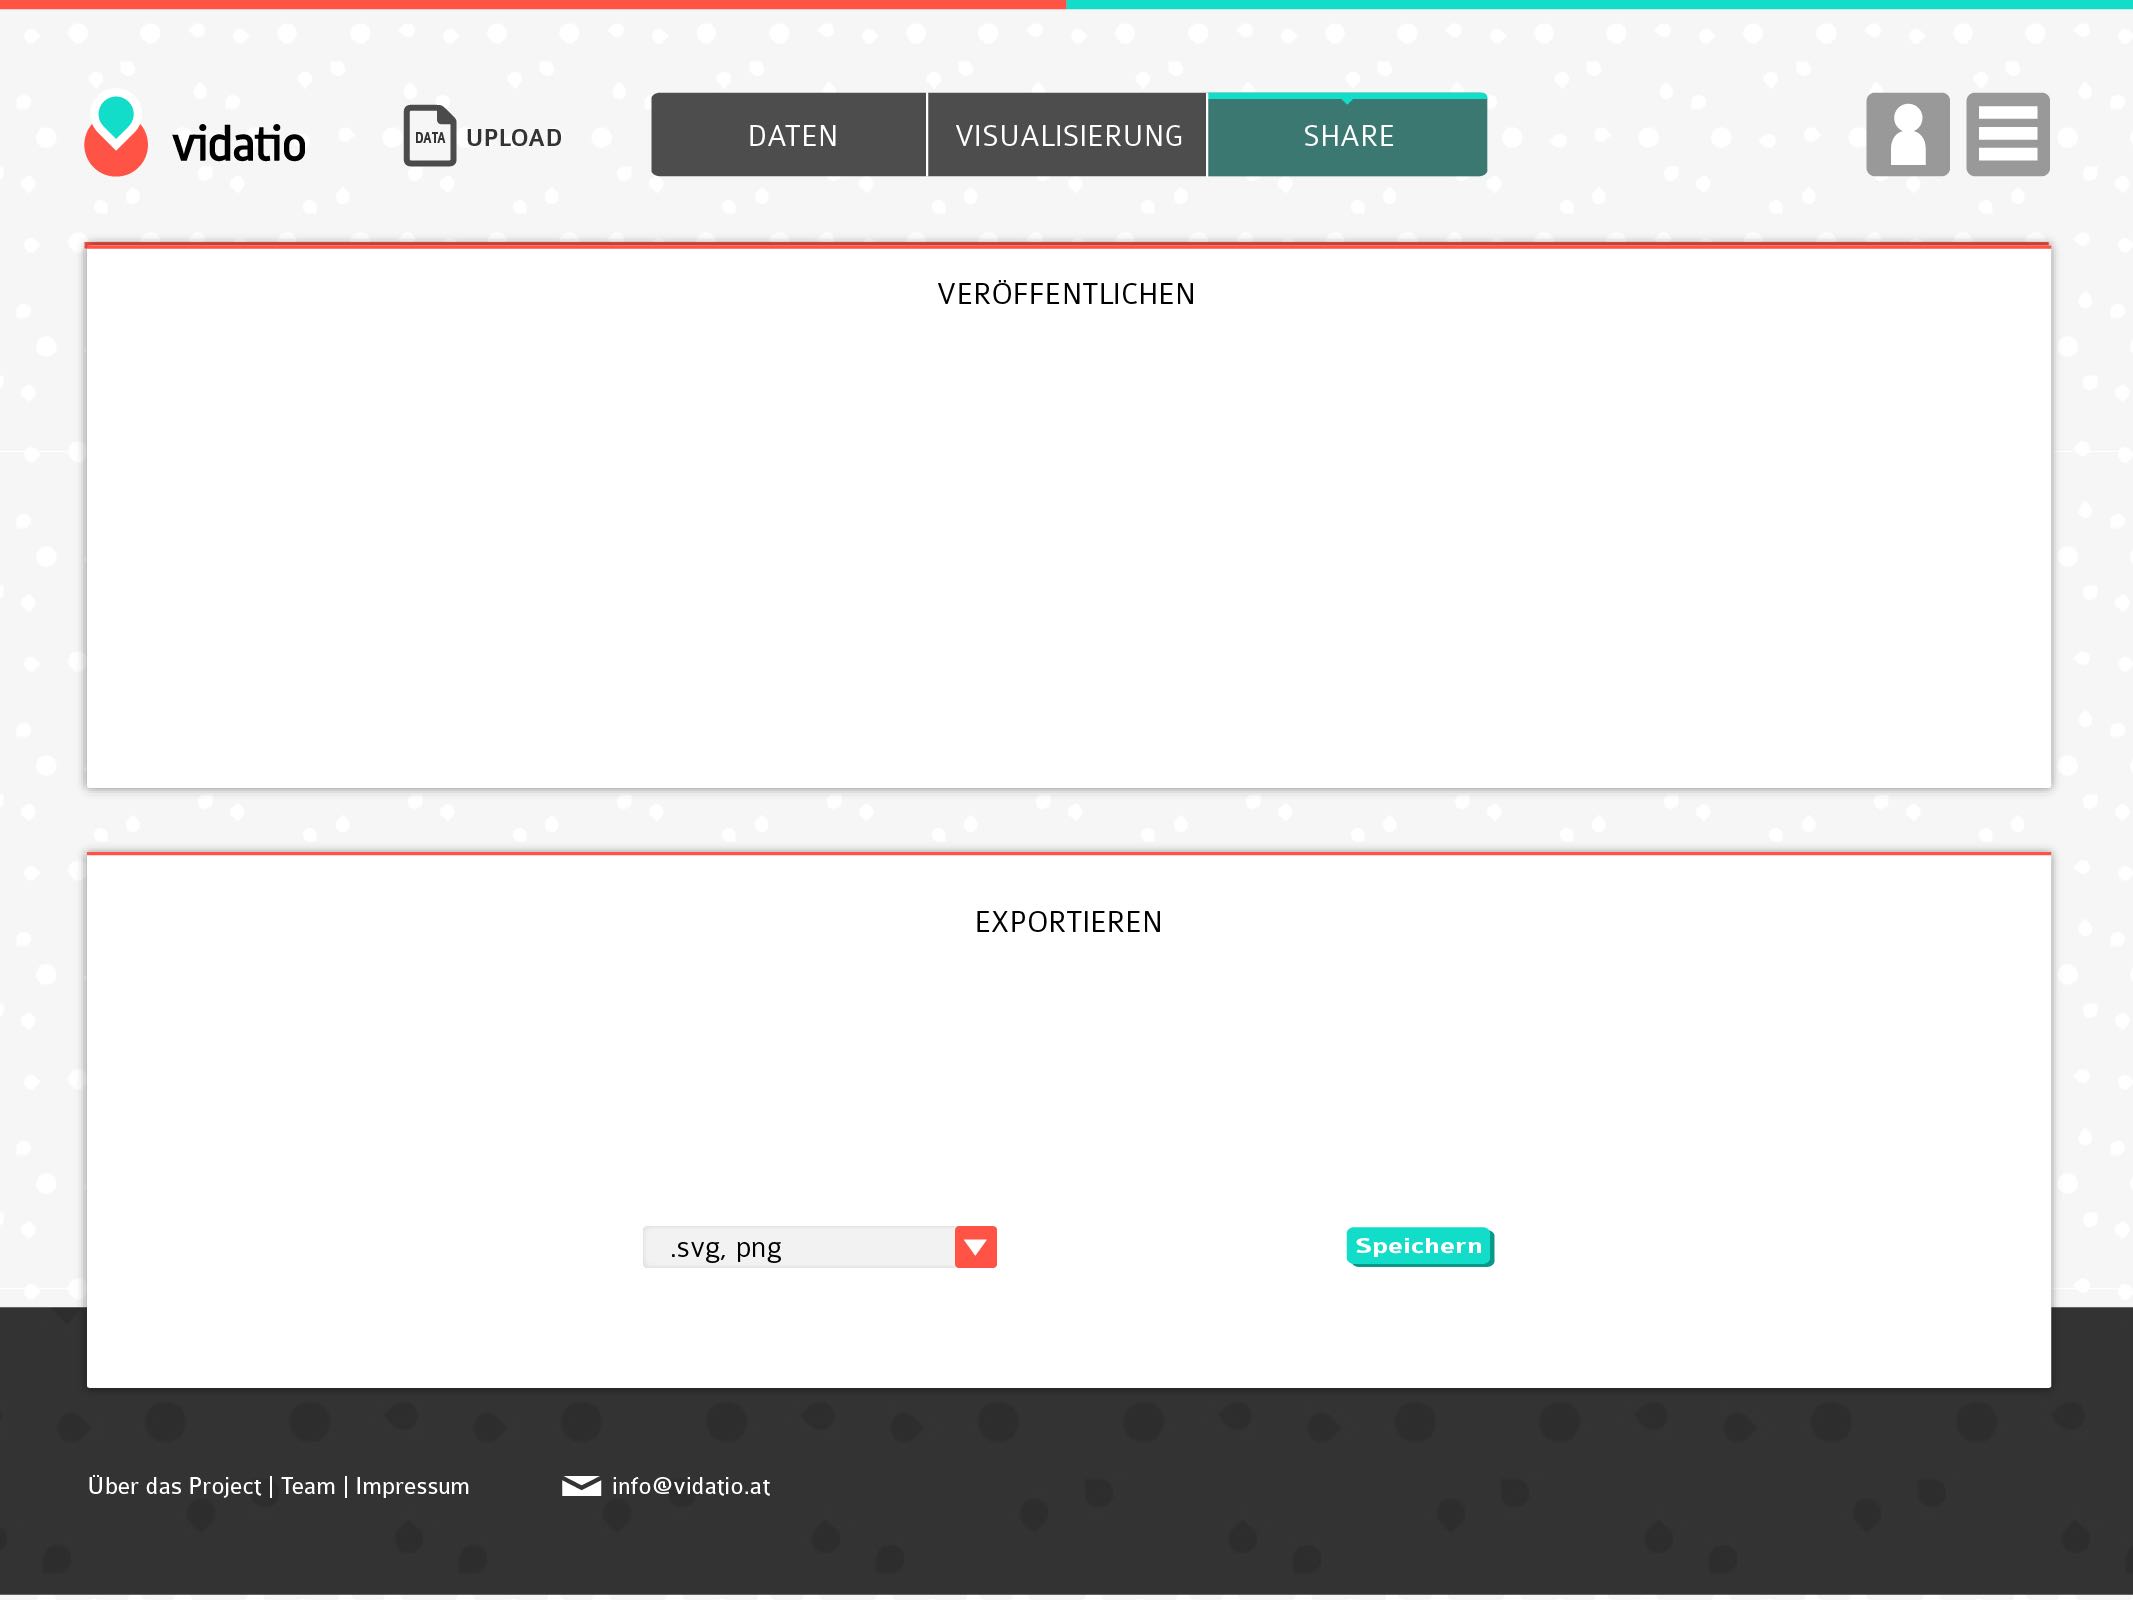 vidatio
DATA UPLOAD
DATEN VISUALISIERUNG SHARE
VERÖFFENTLICHEN
EXPORTIEREN
.svg, png
Speichern
Über das Project | Team | Impressum
info@vidatio.at